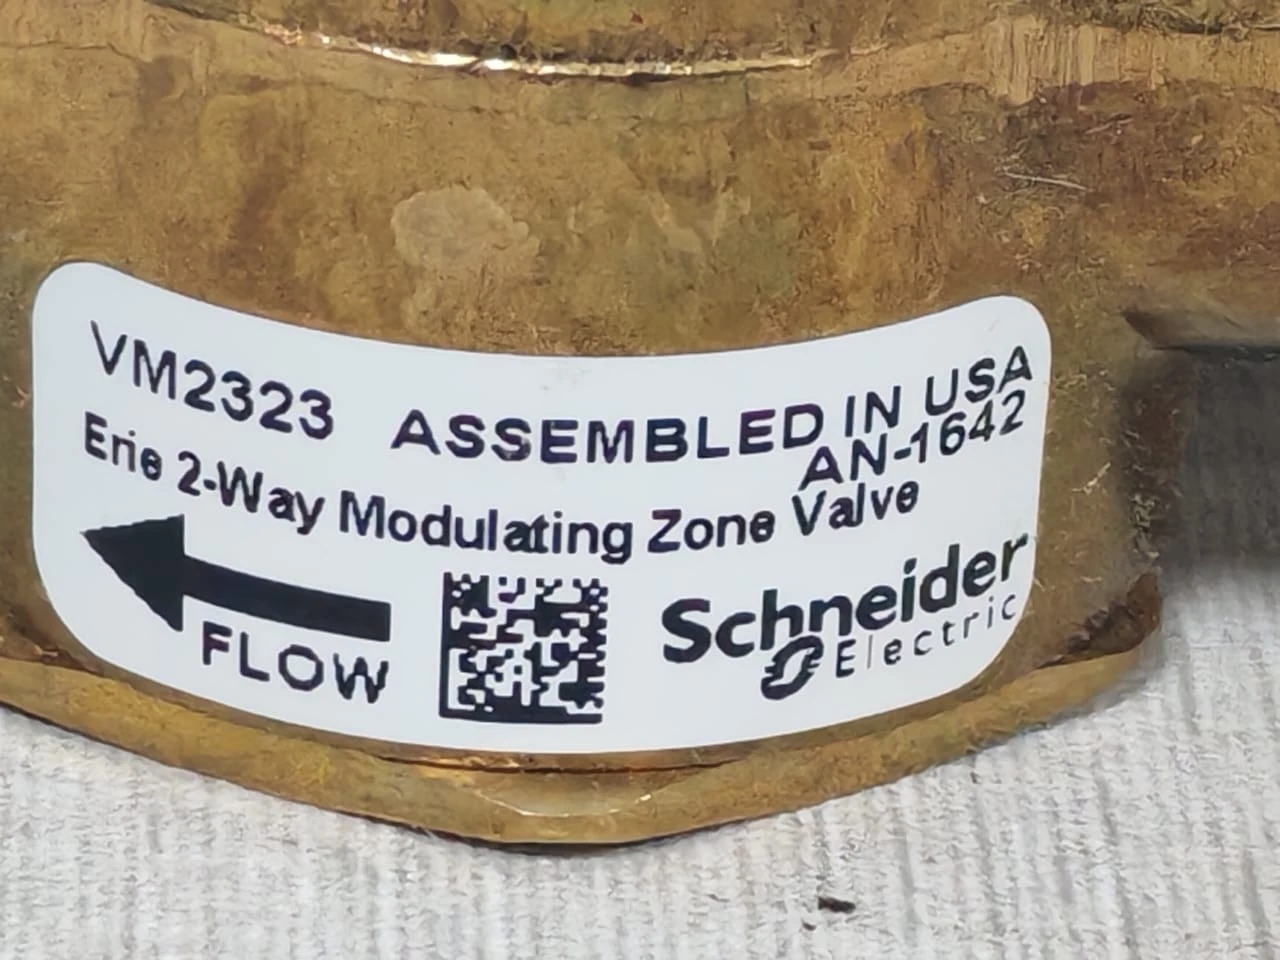 VM2323 ASSEMBLED IN USA
AN-1642
Erie 2-Way Modulating Zone Valve
FLOW
Schneider
Electric